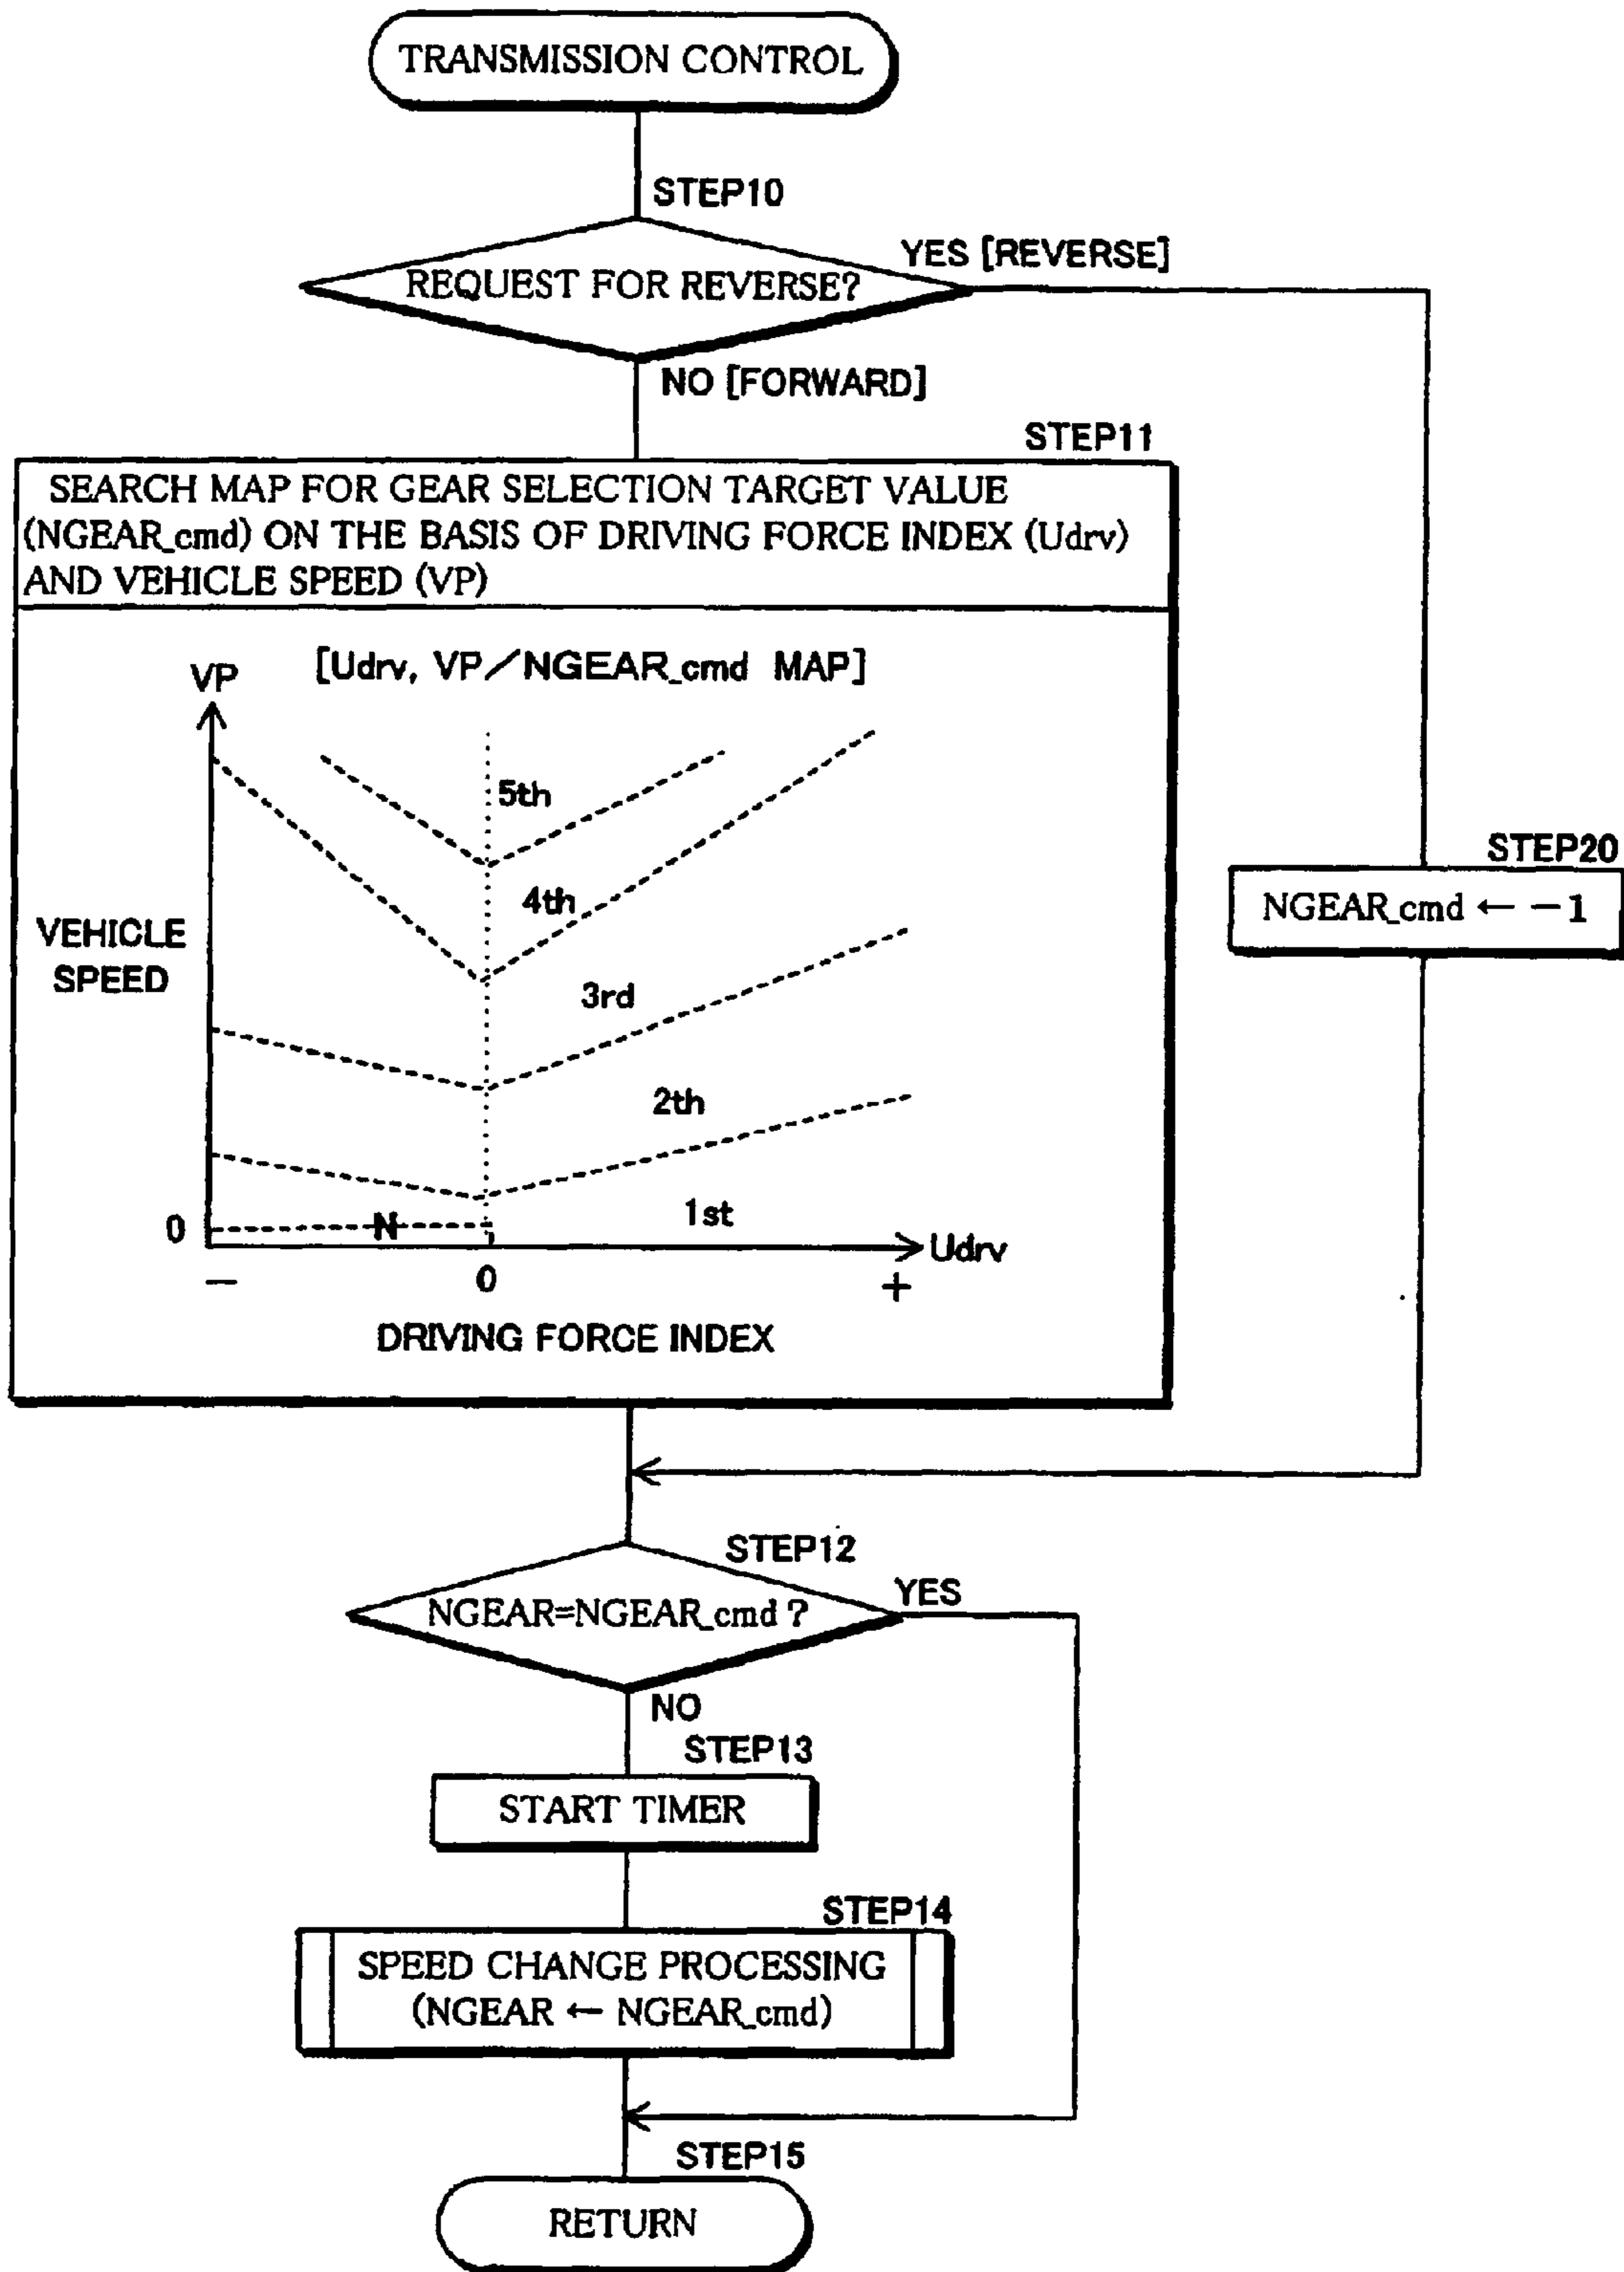 TRANSMISSION CONTROL
STEP10
REQUEST FOR REVERSE?
YES [REVERSE]
NO [FORWARD]
STEP11
SEARCH MAP FOR GEAR SELECTION TARGET VALUE
(NGEAR_cmd) ON THE BASIS OF DRIVING FORCE INDEX (Udrv)
AND VEHICLE SPEED (VP)
[Udrv, VP／NGEAR_cmd MAP]
VP
5th
4th
VEHICLE
SPEED
3rd
2th
1st
N
0
Udrv
−
0
+
DRIVING FORCE INDEX
STEP20
NGEAR_cmd ← −1
STEP12
NGEAR=NGEAR_cmd ?
YES
NO
STEP13
START TIMER
STEP14
SPEED CHANGE PROCESSING
(NGEAR ← NGEAR_cmd)
STEP15
RETURN